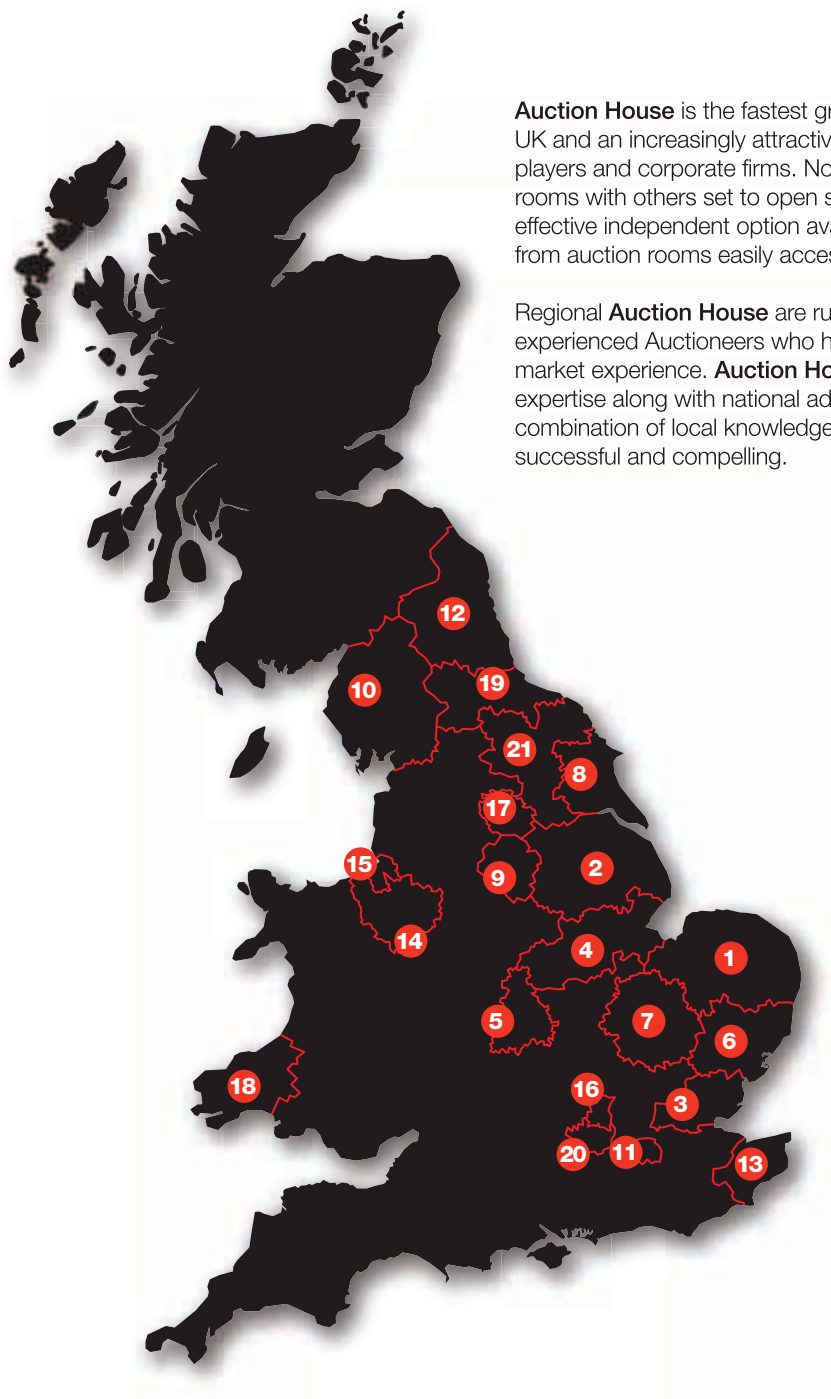 Auction House is the fastest gr
UK and an increasingly attractiv
players and corporate firms. No
rooms with others set to open s
effective independent option ava
from auction rooms easily acces
Regional Auction House are ru
experienced Auctioneers who h
market experience. Auction Ho
expertise along with national ad
combination of local knowledge
successful and compelling.
12
10
19
21
8
17
15
9
2
14
4
1
5
7
6
18
16
3
20
11
13